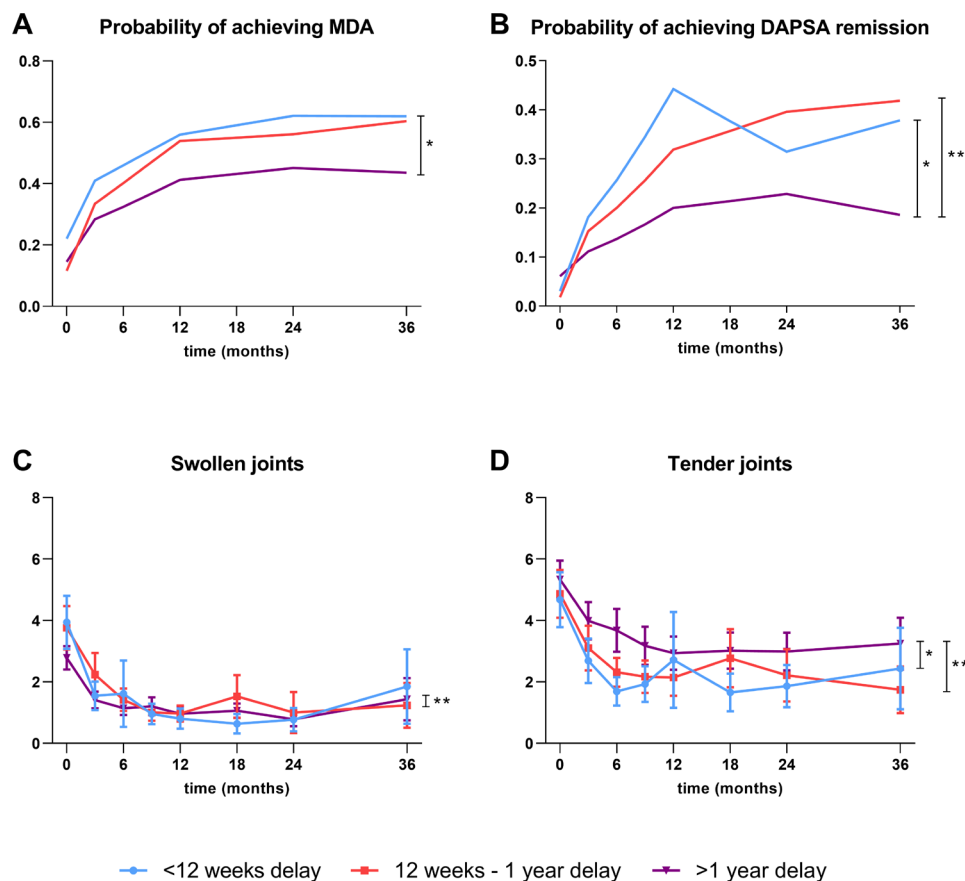 A Probability of achieving MDA
0.8
0.6
0.4
0.2
0.0
0 6 12 18 24 36
time (months)
*
B Probability of achieving DAPSA remission
0.5
0.4
0.3
0.2
0.1
0.0
0 6 12 18 24 36
time (months)
*
**
C Swollen joints
8
6
4
2
0
0 6 12 18 24 36
time (months)
**
D Tender joints
8
6
4
2
0
0 6 12 18 24 36
time (months)
*
**
<12 weeks delay 12 weeks - 1 year delay >1 year delay